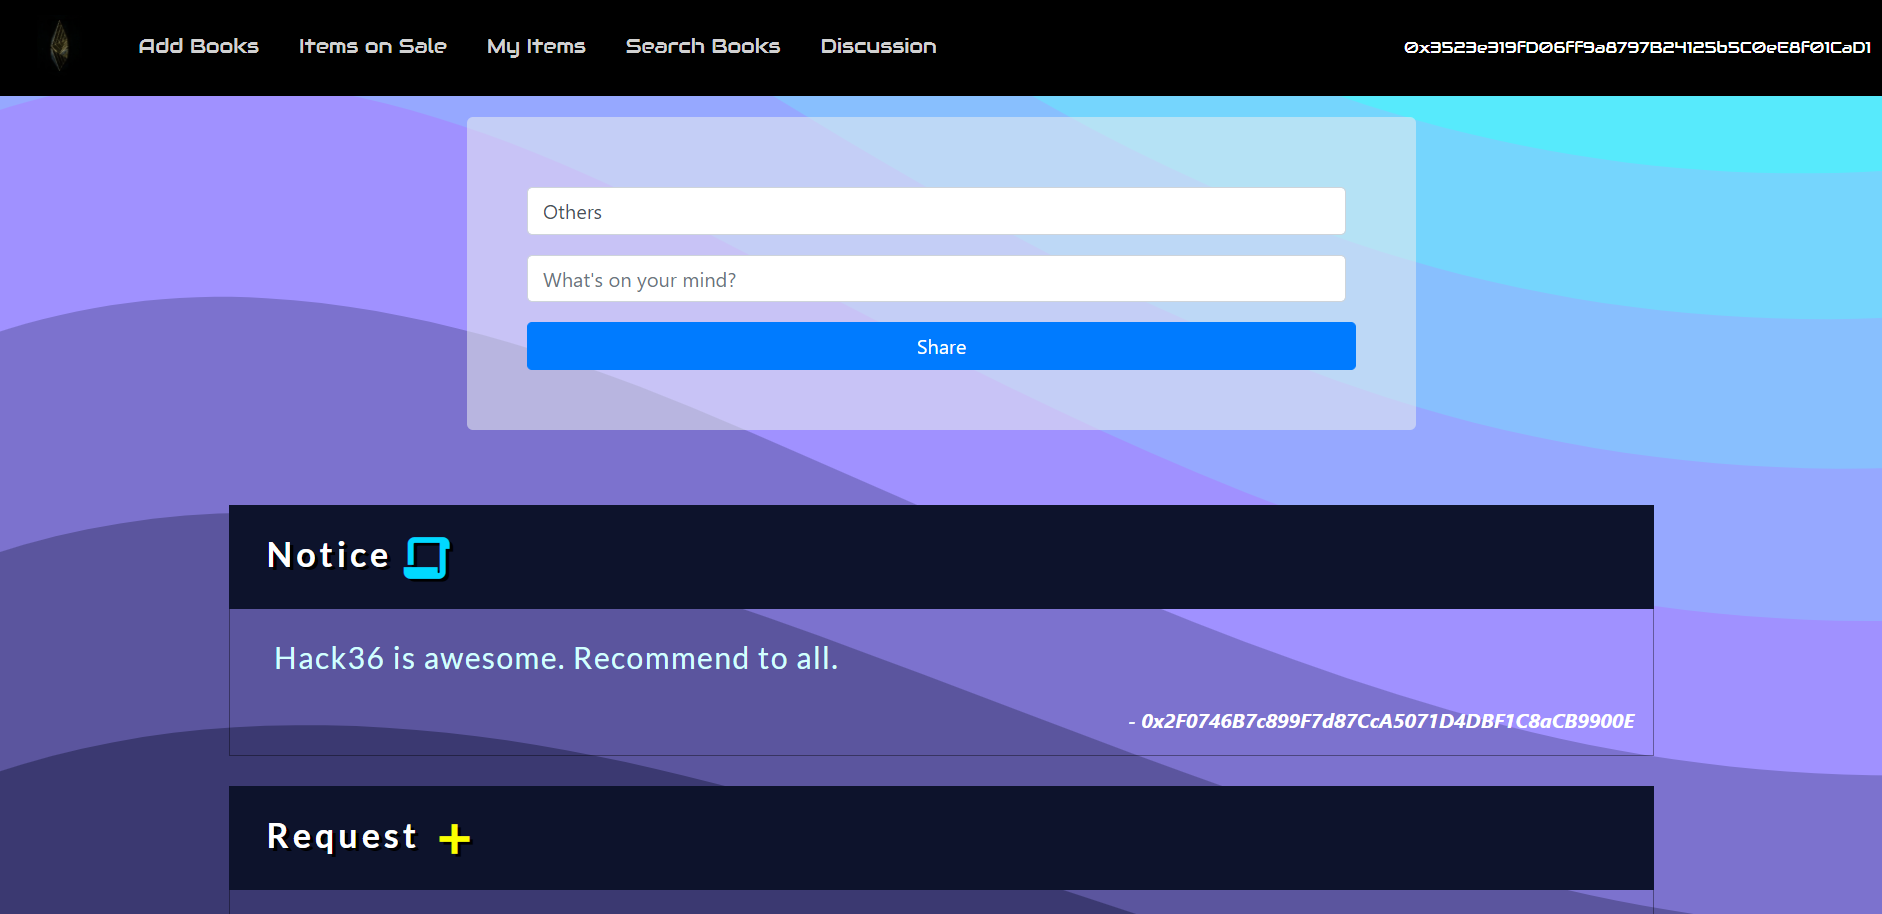 Add Books Items on Sale My Items Search Books Discussion 0x3523e319FD06FF9a8797B24125b5C0eE8F01CaD1
Others
What's on your mind?
Share
Notice
Hack36 is awesome. Recommend to all.
- 0x2F0746B7c899F7d87CcA5071D4DBF1C8aCB9900E
Request